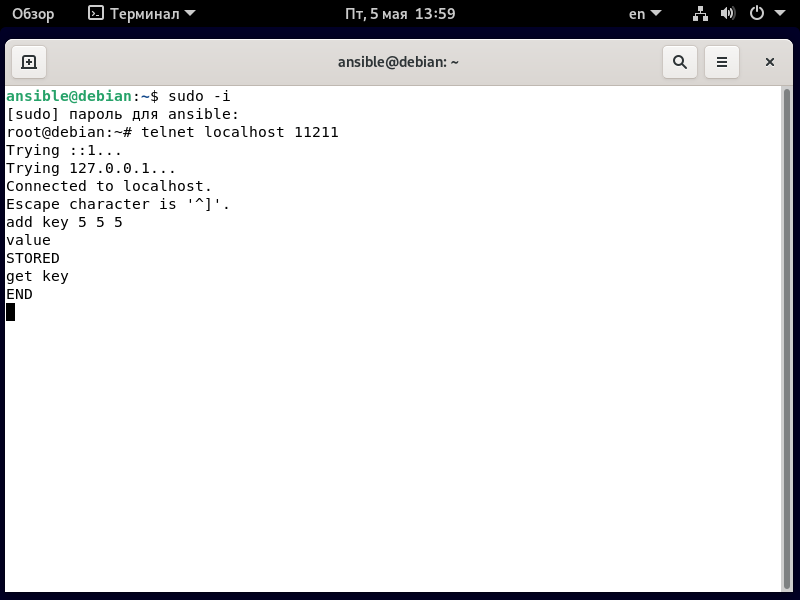 Обзор Терминал Пт, 5 мая 13:59 en
ansible@debian: ~
ansible@debian:~$ sudo -i
[sudo] пароль для ansible:
root@debian:~# telnet localhost 11211
Trying ::1...
Trying 127.0.0.1...
Connected to localhost.
Escape character is '^]'.
add key 5 5 5
value
STORED
get key
END